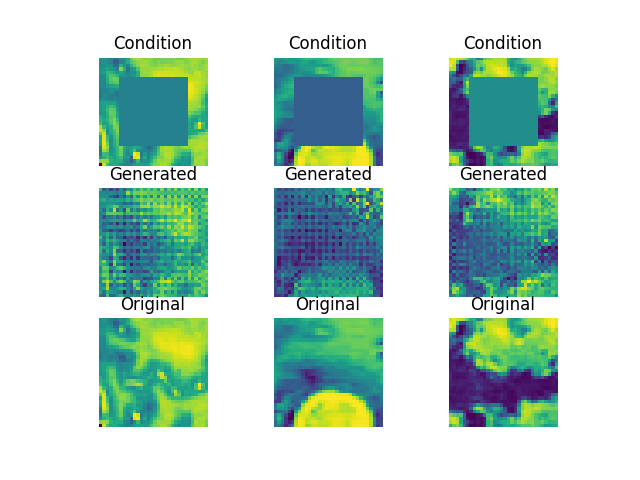 Condition Condition Condition
Generated Generated Generated
Original Original Original